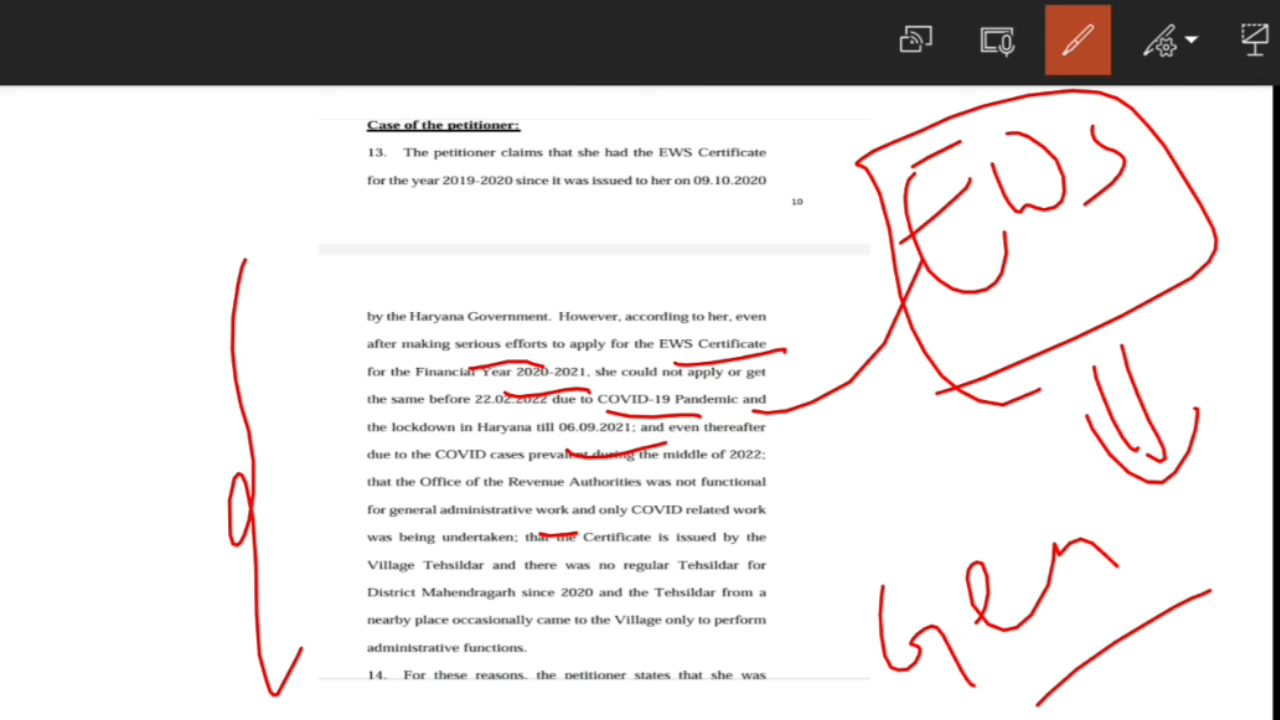 Case of the petitioner:
13. The petitioner claims that she had the EWS Certificate
for the year 2019-2020 since it was issued to her on 09.10.2020
10
by the Haryana Government. However, according to her, even
after making serious efforts to apply for the EWS Certificate
for the Financial Year 2020-2021, she could not apply or get
the same before 22.02.2022 due to COVID-19 Pandemic and
the lockdown in Haryana till 06.09.2021; and even thereafter
due to the COVID cases prevalent during the middle of 2022;
that the Office of the Revenue Authorities was not functional
for general administrative work and only COVID related work
was being undertaken; that the Certificate is issued by the
Village Tehsildar and there was no regular Tehsildar for
District Mahendragarh since 2020 and the Tehsildar from a
nearby place occasionally came to the Village only to perform
administrative functions.
14. For these reasons, the petitioner states that she was
EWS
Gen